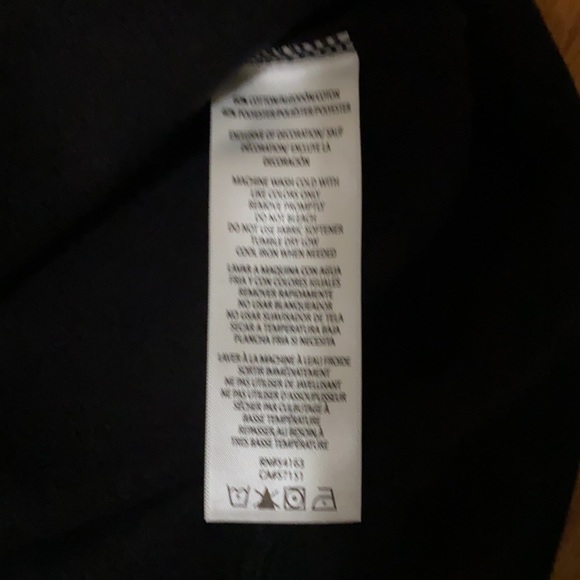 60% COTTON/ALGODÓN/COTON
40% POLYESTER/POLIÉSTER/POLYESTER
EXCLUSIVE OF DECORATION/ SAUF
DÉCORATION/ EXCLUYE LA
DECORACIÓN
MACHINE WASH COLD WITH
LIKE COLORS ONLY
REMOVE PROMPTLY
DO NOT BLEACH
DO NOT USE FABRIC SOFTENER
TUMBLE DRY LOW
COOL IRON WHEN NEEDED
LAVAR A MAQUINA CON AGUA
FRIA Y CON COLORES IGUALES
REMOVER RAPIDAMENTE
NO USAR BLANQUEADOR
NO USAR SUAVIZADOR DE TELA
SECAR A TEMPERATURA BAJA
PLANCHA FRIA SI NECESITA
LAVER À LA MACHINE À L'EAU FROIDE
SORTIR IMMÉDIATEMENT
NE PAS UTILISER DE JAVELLISANT
NE PAS UTILISER D'ASSOUPLISSEUR
SÉCHER PAR CULBUTAGE À
BASSE TEMPÉRATURE
REPASSER, AU BESOIN, À
TRES BASSE TEMPÉRATURE
RN#54163
CA#57151